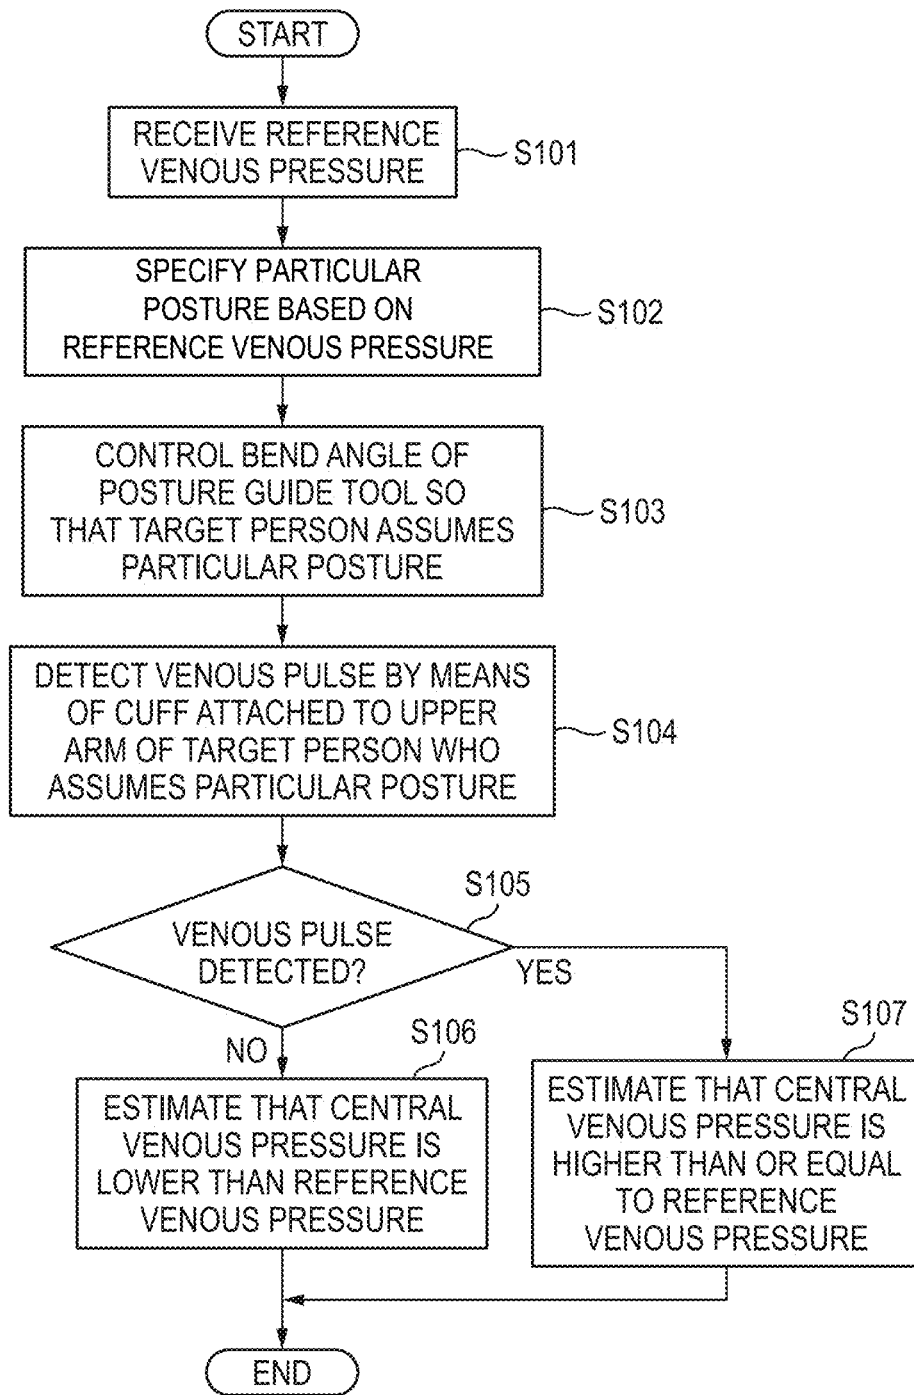 START
RECEIVE REFERENCE
VENOUS PRESSURE
S101
SPECIFY PARTICULAR
POSTURE BASED ON
REFERENCE VENOUS PRESSURE
S102
CONTROL BEND ANGLE OF
POSTURE GUIDE TOOL SO
THAT TARGET PERSON ASSUMES
PARTICULAR POSTURE
S103
DETECT VENOUS PULSE BY MEANS
OF CUFF ATTACHED TO UPPER
ARM OF TARGET PERSON WHO
ASSUMES PARTICULAR POSTURE
S104
S105
VENOUS PULSE
DETECTED?
YES
NO
S106
ESTIMATE THAT CENTRAL
VENOUS PRESSURE IS
LOWER THAN REFERENCE
VENOUS PRESSURE
S107
ESTIMATE THAT CENTRAL
VENOUS PRESSURE IS
HIGHER THAN OR EQUAL
TO REFERENCE
VENOUS PRESSURE
END